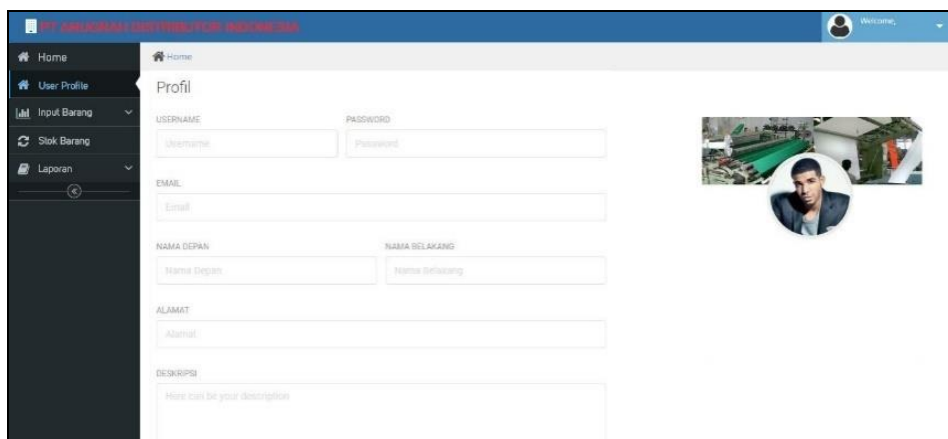 PT ANUGRAH DISTRIBUTOR INDONESIA
Welcome,
Home
User Profile
Input Barang
Stok Barang
Laporan
Home
Profil
USERNAME
PASSWORD
Username
Password
EMAIL
Email
NAMA DEPAN
NAMA BELAKANG
Nama Depan
Nama Belakang
ALAMAT
Alamat
DESKRIPSI
Here can be your description